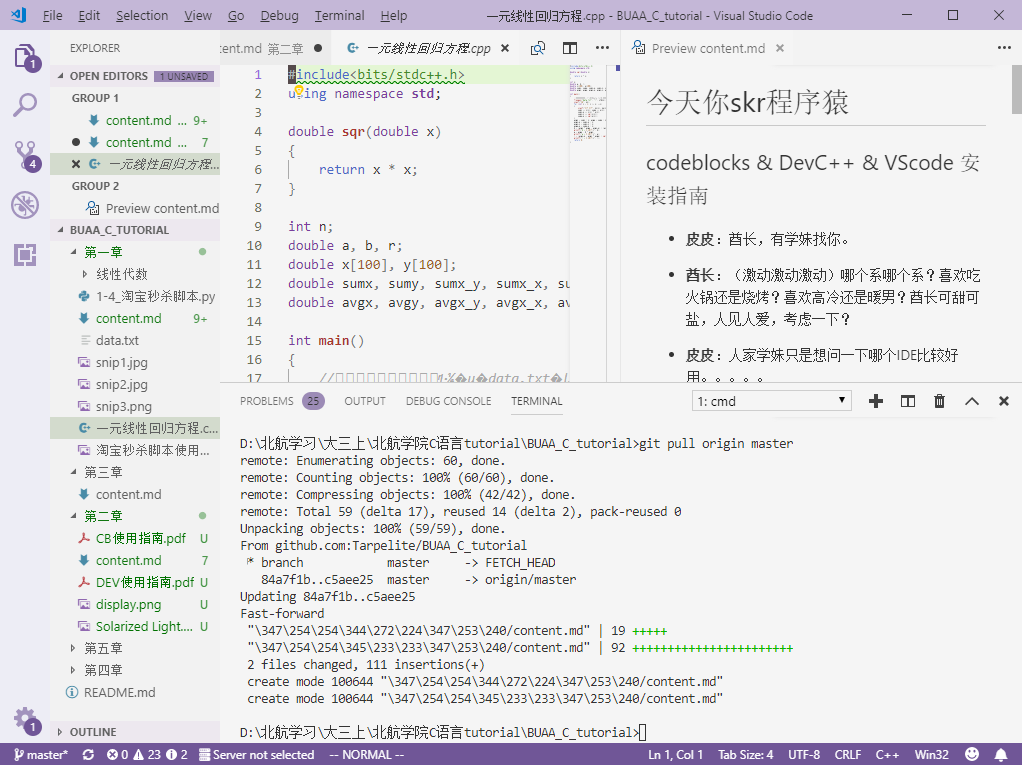 File Edit Selection View Go Debug Terminal Help 一元线性回归方程.cpp - BUAA_C_tutorial - Visual Studio Code
EXPLORER
OPEN EDITORS 1 UNSAVED
GROUP 1
content.md ... 9+
content.md ... 7
一元线性回归方程...
GROUP 2
Preview content.md
BUAA_C_TUTORIAL
第一章
线性代数
1-4_淘宝秒杀脚本.py
content.md 9+
data.txt
snip1.jpg
snip2.jpg
snip3.png
一元线性回归方程.c...
淘宝秒杀脚本使用...
第三章
content.md
第二章
CB使用指南.pdf U
content.md 7
DEV使用指南.pdf U
display.png U
Solarized Light.... U
第五章
第四章
README.md
OUTLINE
1
4
1
tent.md 第二章 一元线性回归方程.cpp
1 #include<bits/stdc++.h>
2 using namespace std;
3
4 double sqr(double x)
5 {
6 return x * x;
7 }
8
9 int n;
10 double a, b, r;
11 double x[100], y[100];
12 double sumx, sumy, sumx_y, sumx_x, su
13 double avgx, avgy, avgx_y, avgx_x, av
14
15 int main()
16 {
17 //
Preview content.md
今天你skr程序猿
codeblocks & DevC++ & VScode 安
装指南
皮皮：酋长，有学妹找你。
酋长：（激动激动激动）哪个系哪个系？喜欢吃
火锅还是烧烤？喜欢高冷还是暖男？酋长可甜可
盐，人见人爱，考虑一下？
皮皮：人家学妹只是想问一下哪个IDE比较好
用。。。。。
PROBLEMS 25 OUTPUT DEBUG CONSOLE TERMINAL 1: cmd
D:\北航学习\大三上\北航学院C语言tutorial\BUAA_C_tutorial>git pull origin master
remote: Enumerating objects: 60, done.
remote: Counting objects: 100% (60/60), done.
remote: Compressing objects: 100% (42/42), done.
remote: Total 59 (delta 17), reused 14 (delta 2), pack-reused 0
Unpacking objects: 100% (59/59), done.
From github.com:Tarpelite/BUAA_C_tutorial
* branch master -> FETCH_HEAD
84a7f1b..c5aee25 master -> origin/master
Updating 84a7f1b..c5aee25
Fast-forward
"\347\254\254\344\272\224\347\253\240/content.md" | 19 +++++
"\347\254\254\345\233\233\347\253\240/content.md" | 92 +++++++++++++++++++++++
2 files changed, 111 insertions(+)
create mode 100644 "\347\254\254\344\272\224\347\253\240/content.md"
create mode 100644 "\347\254\254\345\233\233\347\253\240/content.md"
D:\北航学习\大三上\北航学院C语言tutorial\BUAA_C_tutorial>
master* 0 23 2 Server not selected -- NORMAL -- Ln 1, Col 1 Tab Size: 4 UTF-8 CRLF C++ Win32